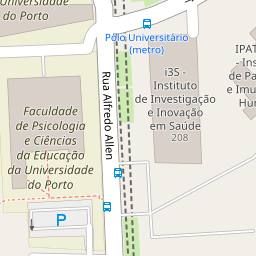 Universidade
do Porto
Pólo Universitário
(metro)
Rua Alfredo Allen
i3S -
Instituto
de Investigação
e Inovação
em Saúde
208
IPAT
- Ins
de Pa
e Imu
Hum
Faculdade
de Psicologia
e Ciências
da Educação
da Universidade
do Porto
P